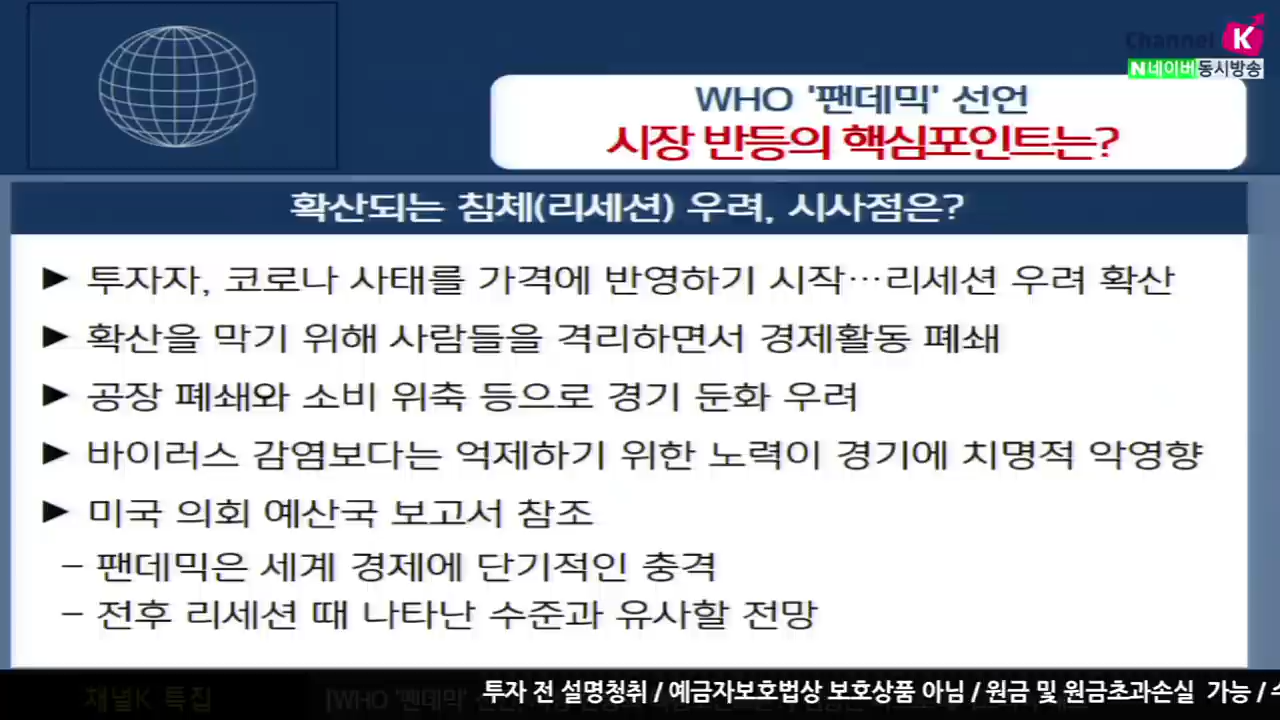 Channel K
N 네이버 동시방송
WHO '팬데믹' 선언
시장 반등의 핵심포인트는?
확산되는 침체(리세션) 우려, 시사점은?
▶ 투자자, 코로나 사태를 가격에 반영하기 시작…리세션 우려 확산
▶ 확산을 막기 위해 사람들을 격리하면서 경제활동 폐쇄
▶ 공장 폐쇄와 소비 위축 등으로 경기 둔화 우려
▶ 바이러스 감염보다는 억제하기 위한 노력이 경기에 치명적 악영향
▶ 미국 의회 예산국 보고서 참조
– 팬데믹은 세계 경제에 단기적인 충격
– 전후 리세션 때 나타난 수준과 유사할 전망
채널K 특집
[WHO '팬데믹'
투자 전 설명청취 / 예금자보호법상 보호상품 아님 / 원금 및 원금초과손실 가능 /